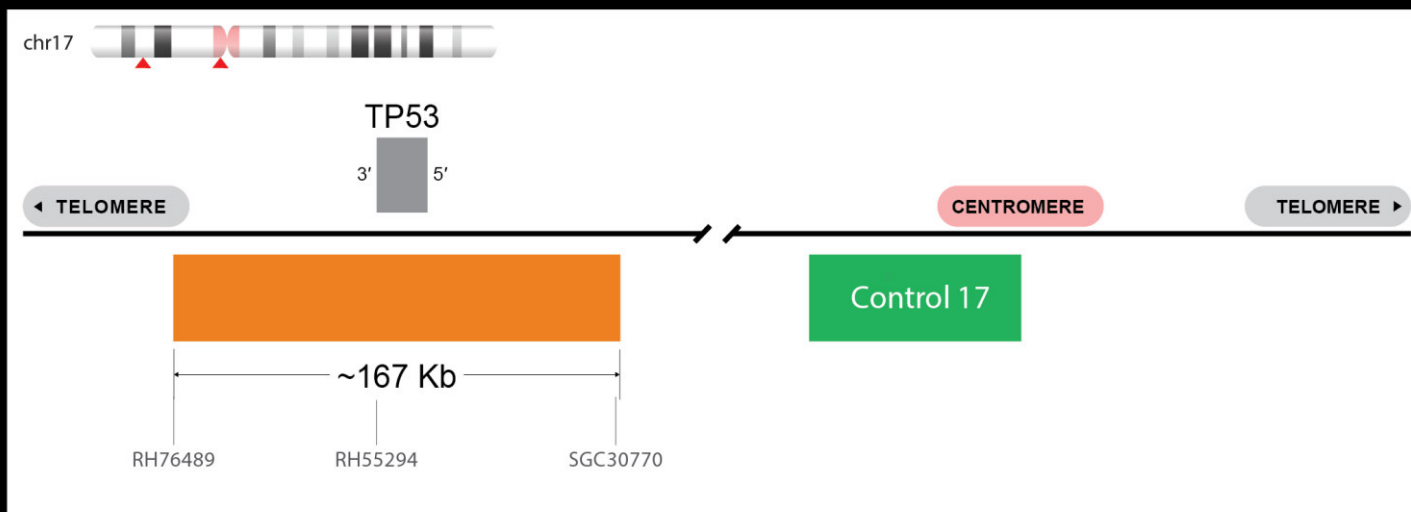 chr17
TP53
3′ 5′
TELOMERE CENTROMERE TELOMERE
Control 17
~167 Kb
RH76489 RH55294 SGC30770